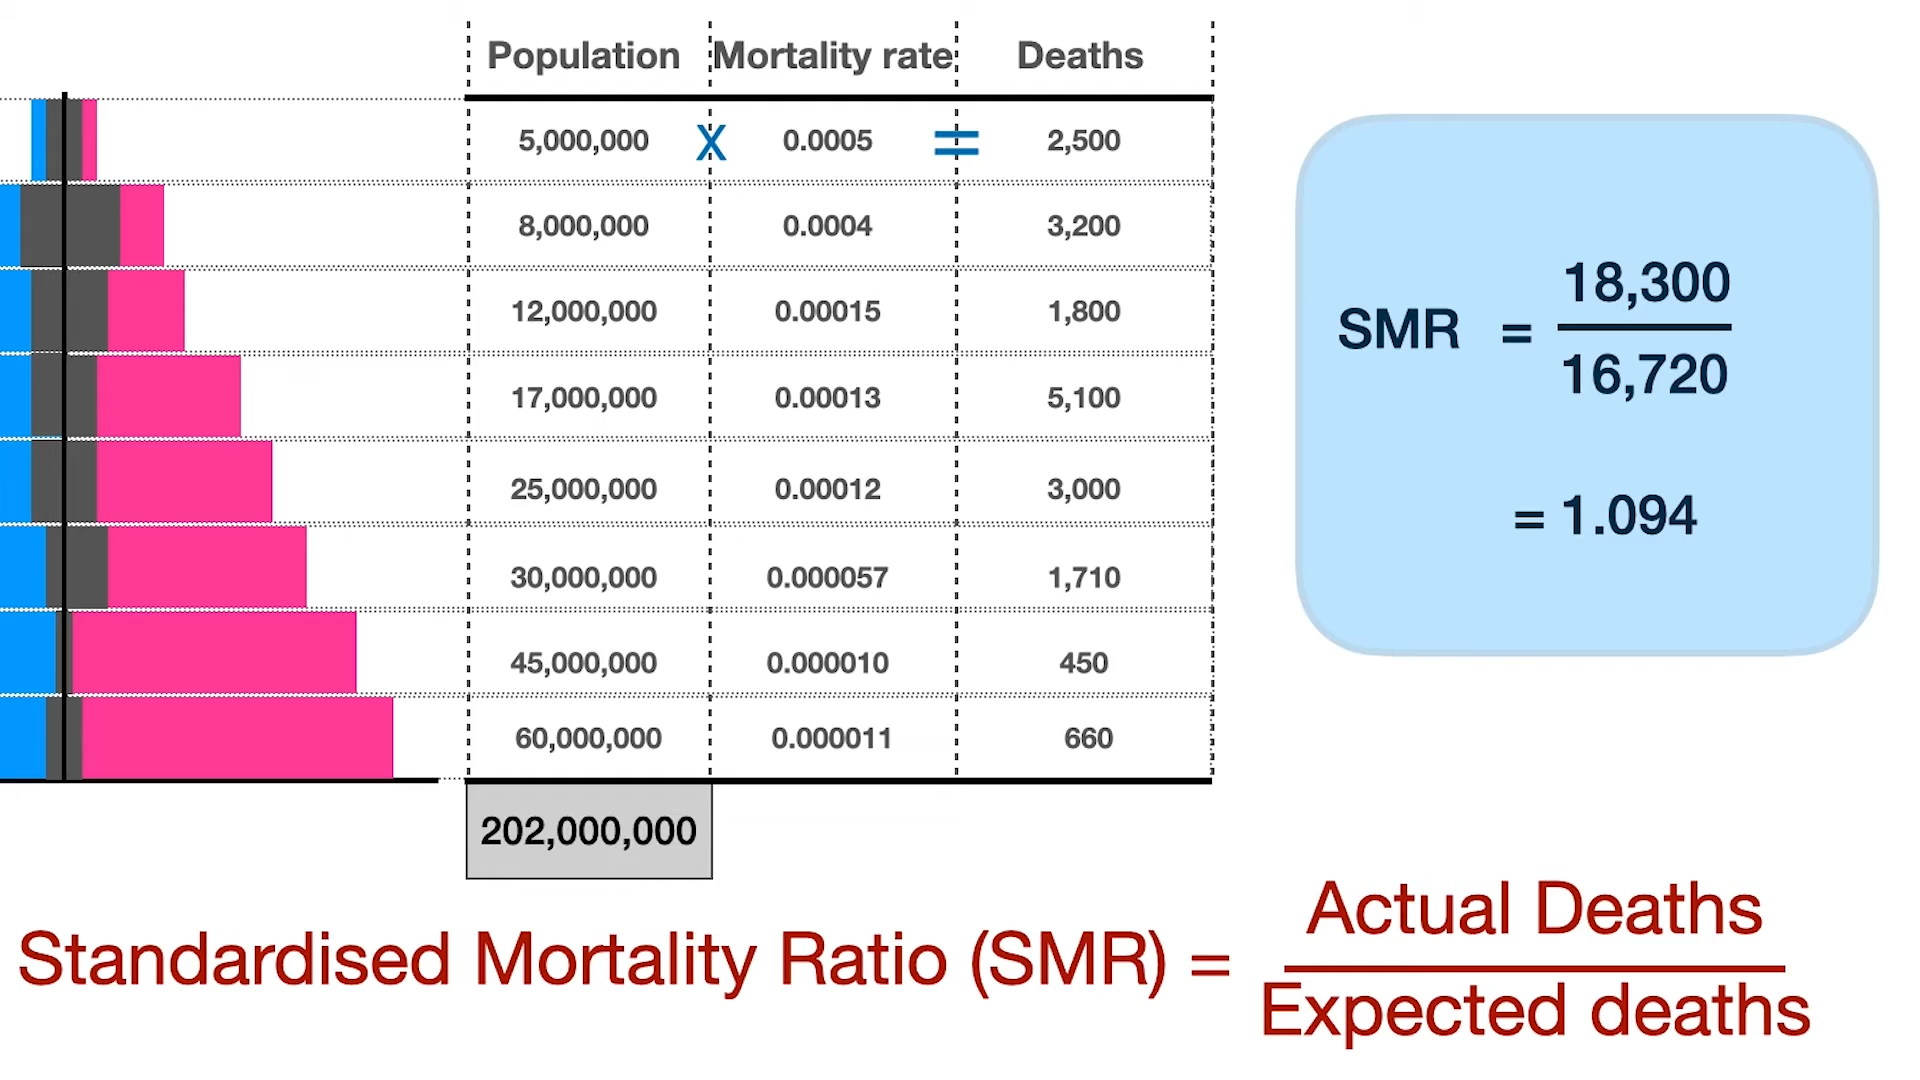 Population Mortality rate Deaths
5,000,000 X 0.0005 = 2,500
8,000,000 0.0004 3,200
12,000,000 0.00015 1,800
17,000,000 0.00013 5,100
25,000,000 0.00012 3,000
30,000,000 0.000057 1,710
45,000,000 0.000010 450
60,000,000 0.000011 660
202,000,000
SMR = 18,300
16,720
= 1.094
Standardised Mortality Ratio (SMR) = Actual Deaths
Expected deaths